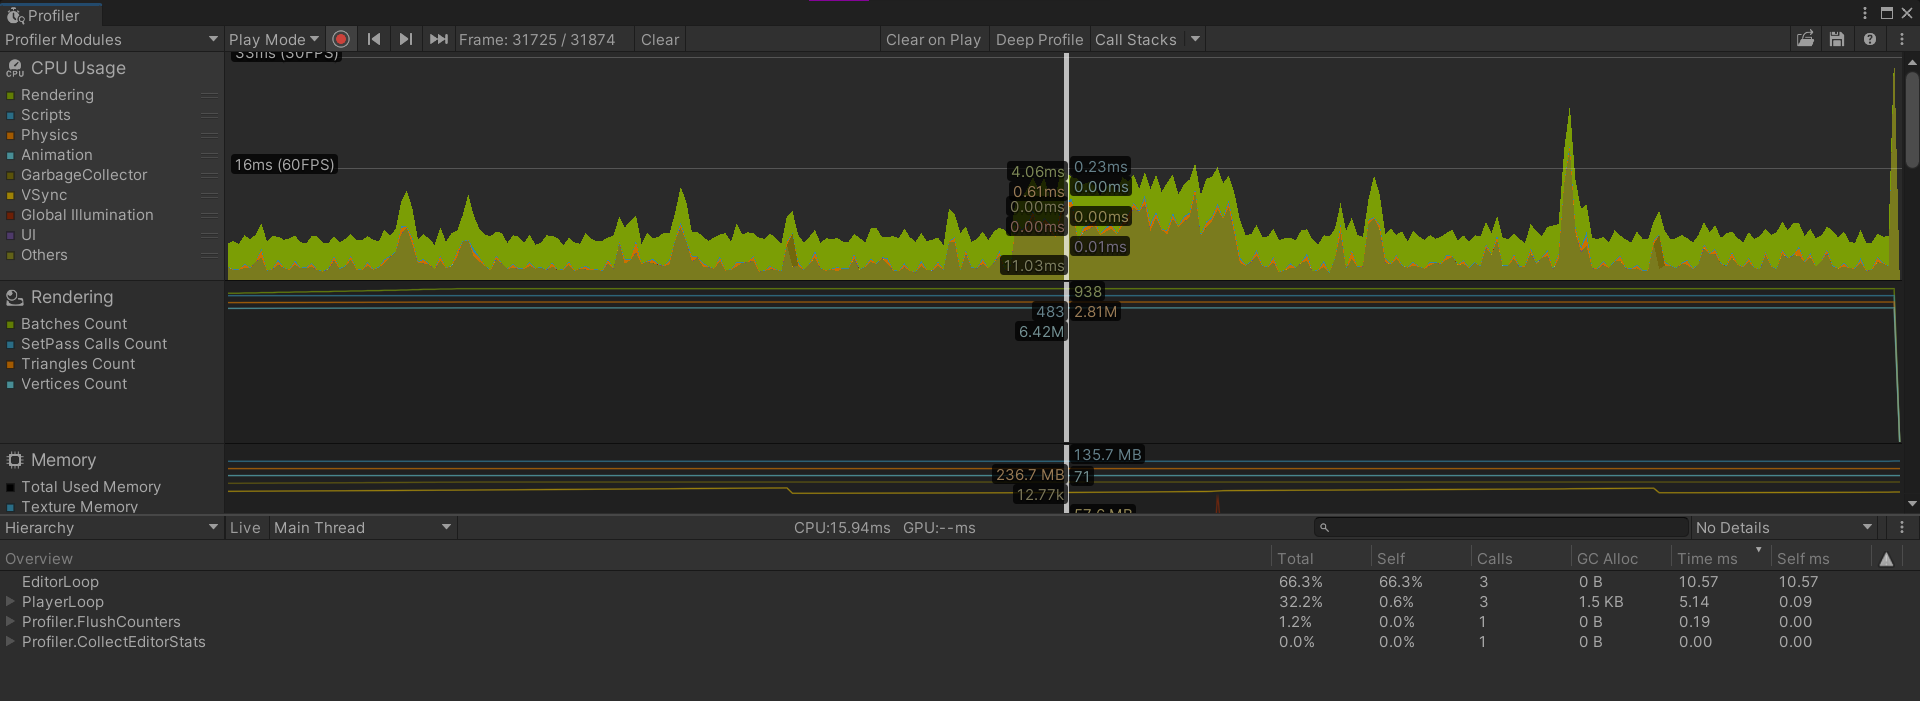 Profiler
Profiler Modules Play Mode Frame: 31725 / 31874 Clear Clear on Play Deep Profile Call Stacks
CPU Usage
Rendering
Scripts
Physics
Animation
GarbageCollector
VSync
Global Illumination
UI
Others
33ms (30FPS)
16ms (60FPS)
4.06ms 0.23ms
0.61ms 0.00ms
0.00ms 0.00ms
0.00ms 0.01ms
11.03ms
Rendering
Batches Count
SetPass Calls Count
Triangles Count
Vertices Count
938
483 2.81M
6.42M
Memory
Total Used Memory
Texture Memory
135.7 MB
236.7 MB 71
12.77k
57.6 MB
Hierarchy Live Main Thread CPU:15.94ms GPU:--ms No Details
Overview Total Self Calls GC Alloc Time ms Self ms
EditorLoop 66.3% 66.3% 3 0 B 10.57 10.57
PlayerLoop 32.2% 0.6% 3 1.5 KB 5.14 0.09
Profiler.FlushCounters 1.2% 0.0% 1 0 B 0.19 0.00
Profiler.CollectEditorStats 0.0% 0.0% 1 0 B 0.00 0.00